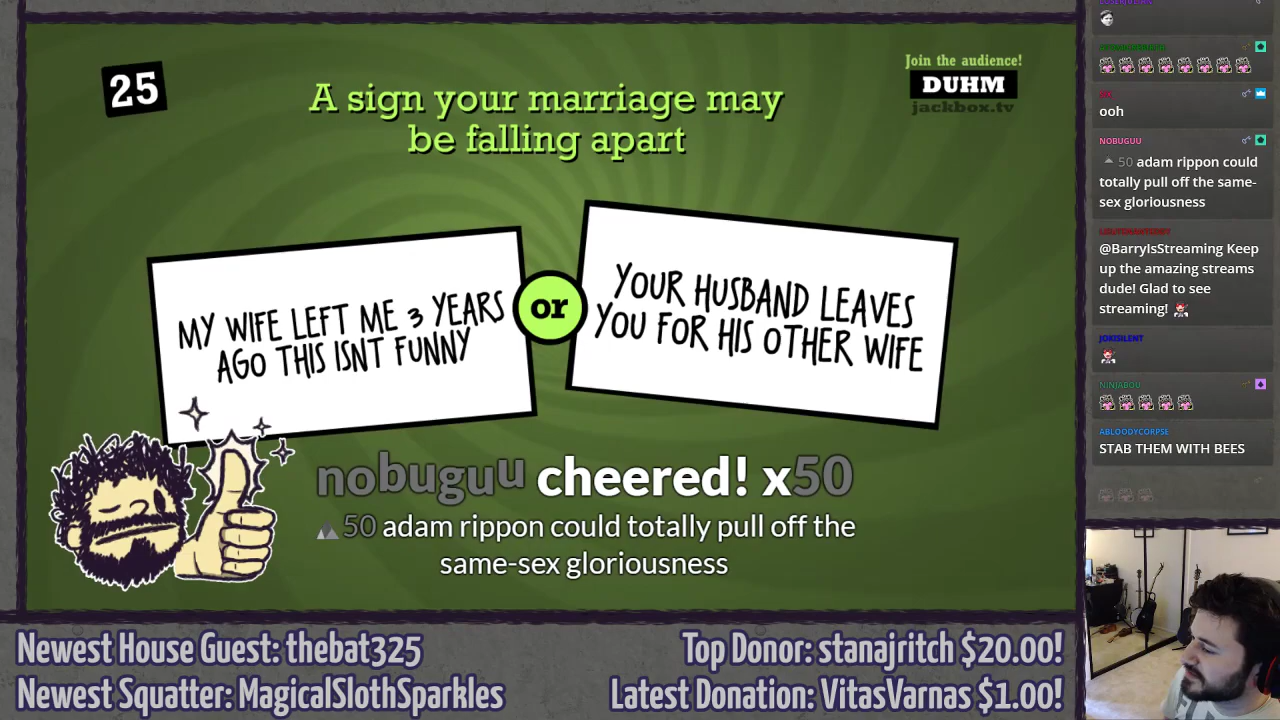 25
A sign your marriage may
be falling apart
Join the audience!
DUHM
jackbox.tv
MY WIFE LEFT ME 3 YEARS
AGO THIS ISNT FUNNY
or
YOUR HUSBAND LEAVES
YOU FOR HIS OTHER WIFE
nobuguu cheered! x50
50 adam rippon could totally pull off the
same-sex gloriousness
Newest House Guest: thebat325
Newest Squatter: MagicalSlothSparkles
Top Donor: stanajritch $20.00!
Latest Donation: VitasVarnas $1.00!
ooh
NOBUGUU
50 adam rippon could
totally pull off the same-
sex gloriousness
@BarryIsStreaming Keep
up the amazing streams
dude! Glad to see
streaming!
JOKISILENT
NINJABOU
ABLOODYCORPSE
STAB THEM WITH BEES